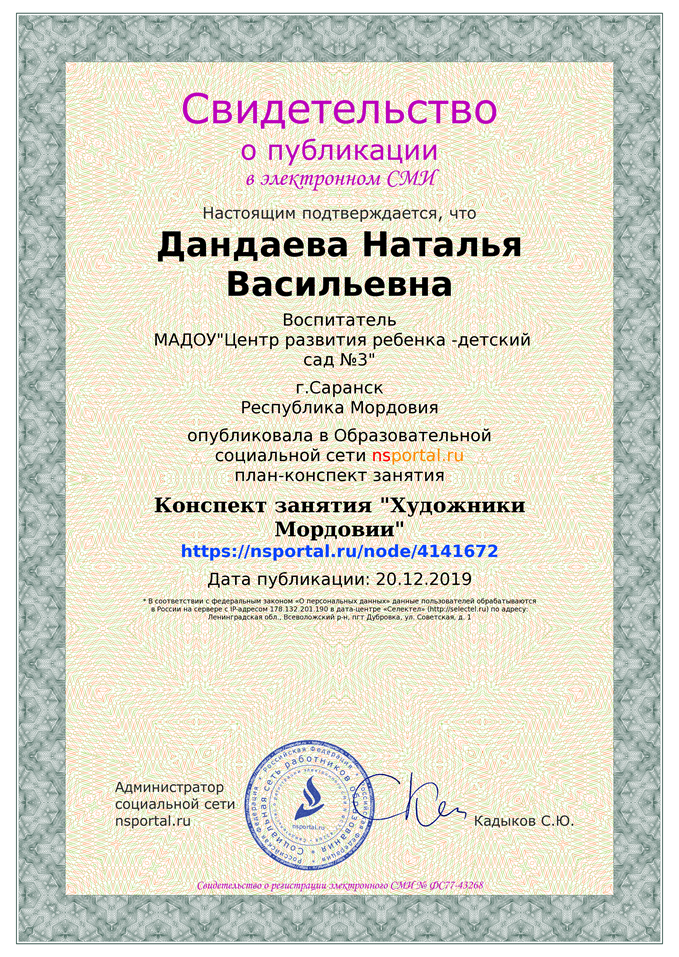 Свидетельство
о публикации
в электронном СМИ
Настоящим подтверждается, что
Дандаева Наталья
Васильевна
Воспитатель
МАДОУ"Центр развития ребенка -детский
сад №3"
г.Саранск
Республика Мордовия
опубликовала в Образовательной
социальной сети nsportal.ru
план-конспект занятия
Конспект занятия "Художники
Мордовии"
https://nsportal.ru/node/4141672
Дата публикации: 20.12.2019
* В соответствии с федеральным законом «О персональных данных» данные пользователей обрабатываются
в России на сервере с IP-адресом 178.132.201.190 в дата-центре «Селектел» (http://selectel.ru) по адресу:
Ленинградская обл., Всеволожский р-н, пгт Дубровка, ул. Советская, д. 1
Российская Федерация
Социальная сеть работников образования
nsportal.ru
Администратор
социальной сети
nsportal.ru
Кадыков С.Ю.
Свидетельство о регистрации электронного СМИ № ФС77-43268